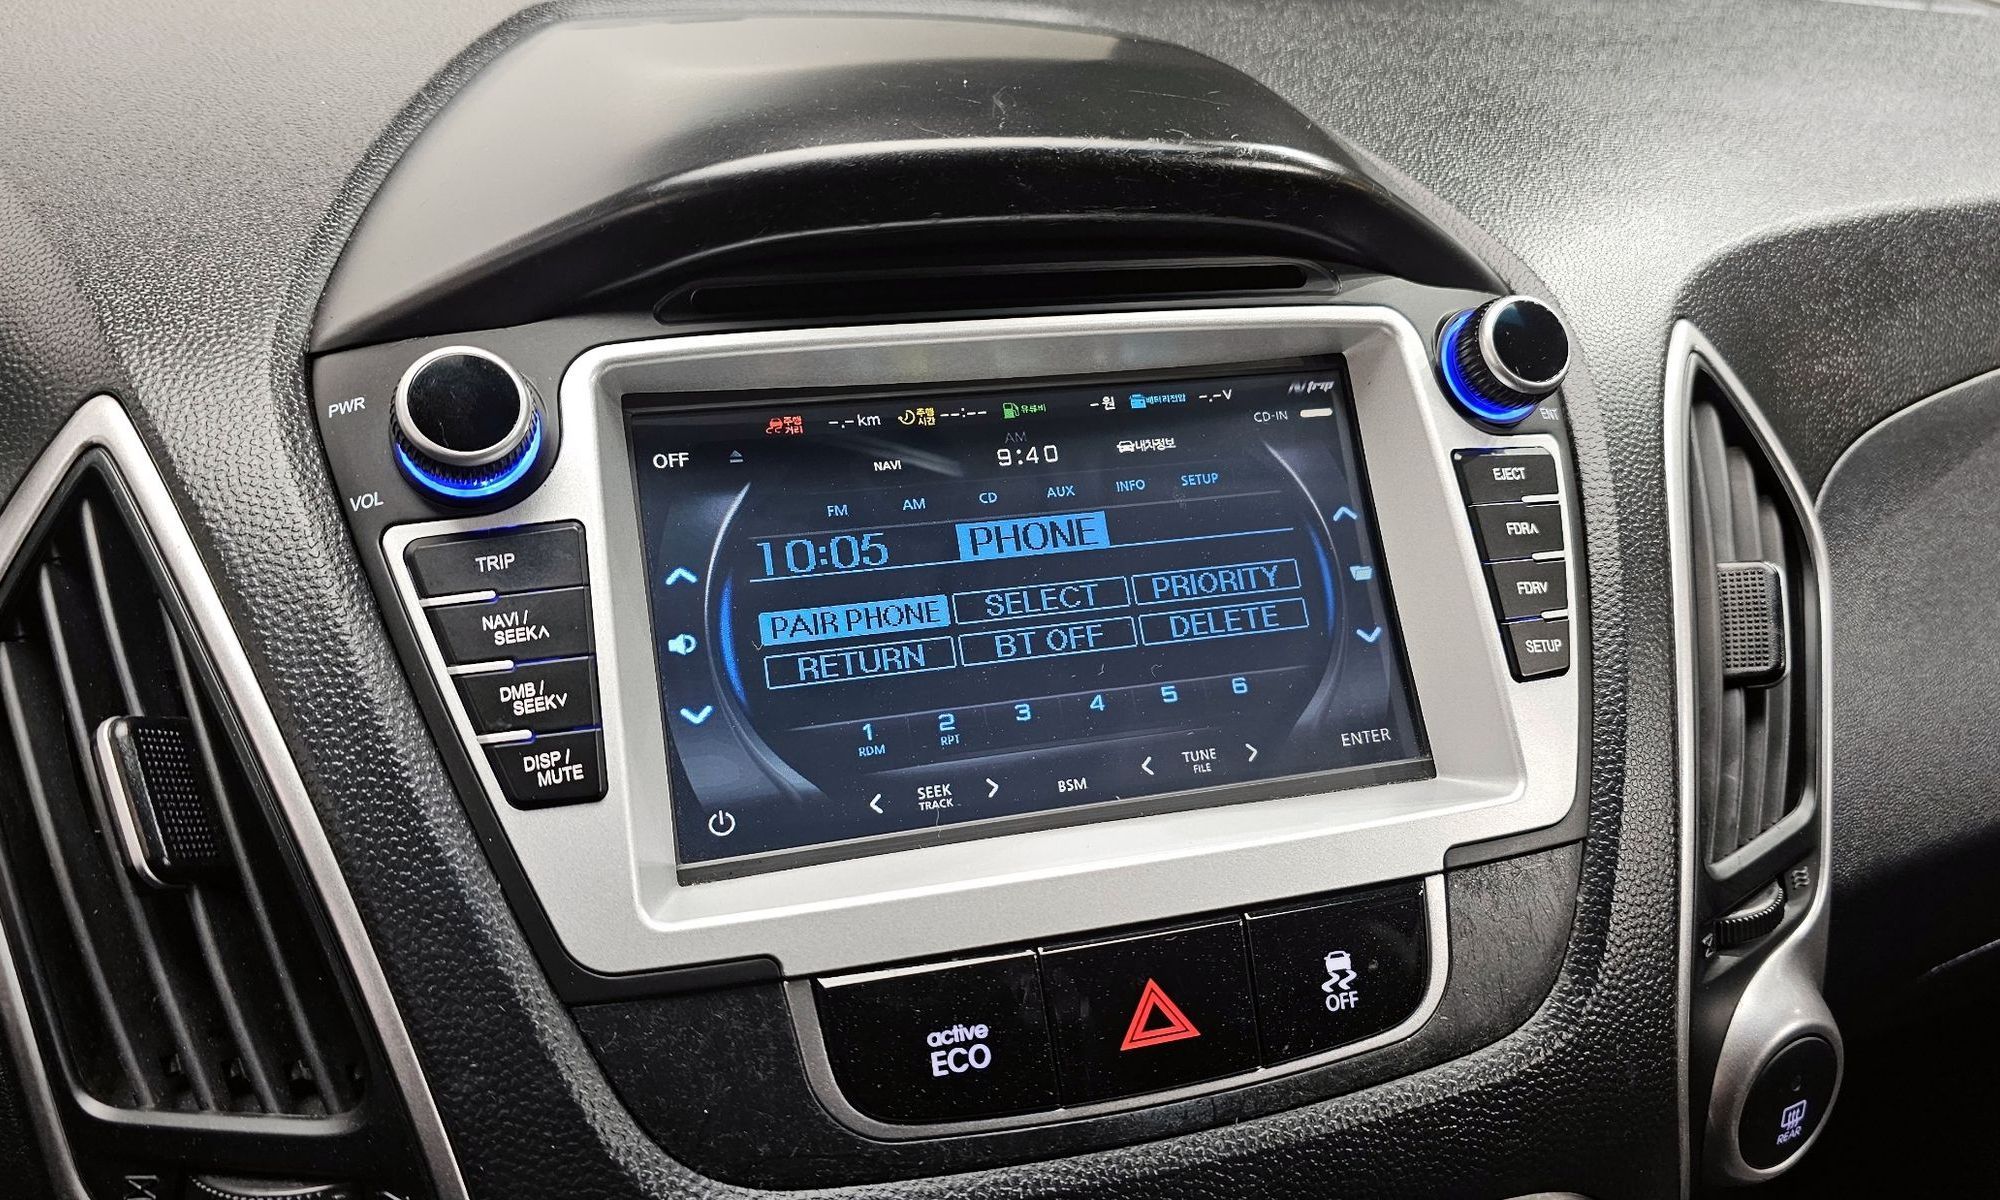 PWR
VOL
TRIP
NAVI /
SEEK∧
DMB /
SEEK∨
DISP /
MUTE
주행
거리
-.- km
주행
시간
--:--
유류비
- 원
배터리전압
-.- V
trip
OFF
NAVI
AM
9:40
내차정보
CD-IN
FM
AM
CD
AUX
INFO
SETUP
10:05
PHONE
PAIR PHONE
SELECT
PRIORITY
RETURN
BT OFF
DELETE
1
RDM
2
RPT
3
4
5
6
< SEEK >
TRACK
BSM
< TUNE >
FILE
ENTER
ENT
EJECT
FDR∧
FDR∨
SETUP
active
ECO
OFF
REAR